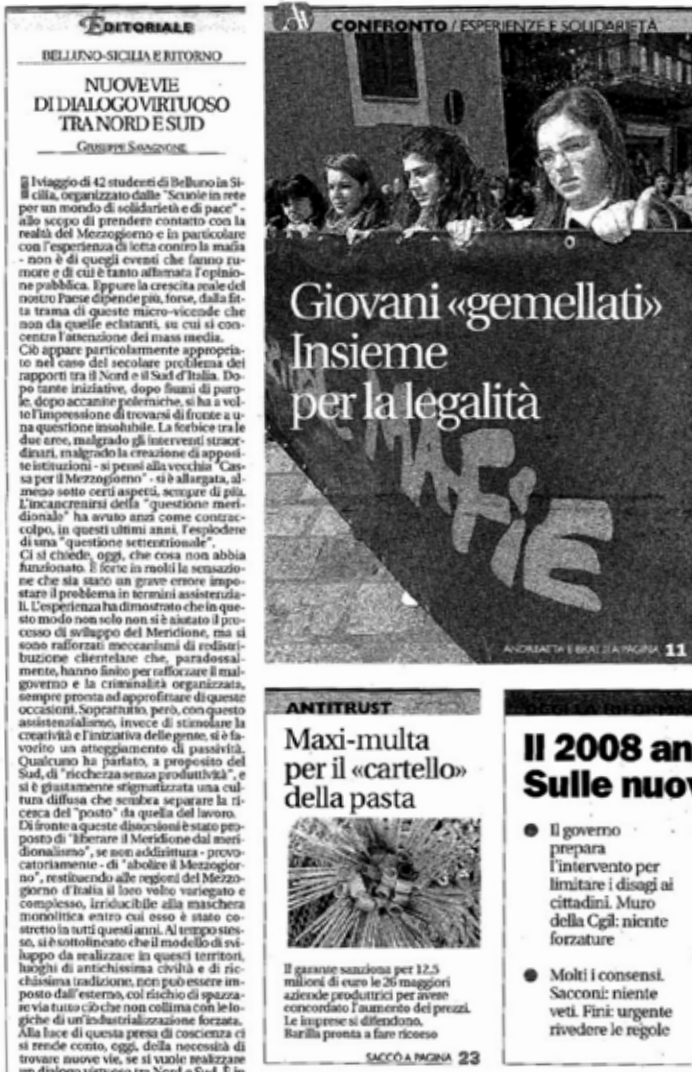 EDITORIALE
BELLUNO-SICILIA E RITORNO
NUOVE VIE
DI DIALOGO VIRTUOSO
TRA NORD E SUD
GIUSEPPE SAVAGNONE
Il viaggio di 42 studenti di Belluno in Si-
cilia, organizzato dalle "Scuole in rete
per un mondo di solidarietà e di pace" -
allo scopo di prendere contatto con la
realtà del Mezzogiorno e in particolare
con l'esperienza di lotta contro la mafia
- non è di quegli eventi che fanno ru-
more e di cui è tanto affamata l'opinio-
ne pubblica. Eppure la crescita reale del
nostro Paese dipende più, forse, dalla fit-
ta trama di queste micro-vicende che
non da quelle eclatanti, su cui si con-
centra l'attenzione dei mass media.
Ciò appare particolarmente appropria-
to nel caso del secolare problema dei
rapporti tra il Nord e il Sud d'Italia. Do-
po tante iniziative, dopo fiumi di paro-
le, dopo accanite polemiche, si ha a vol-
te l'impressione di trovarsi di fronte a u-
na questione insolubile. La forbice tra le
due aree, malgrado gli interventi straor-
dinari, malgrado la creazione di apposi-
te istituzioni - si pensi alla vecchia "Cas-
sa per il Mezzogiorno" - si è allargata, al-
meno sotto certi aspetti, sempre di più.
L'incancrenirsi della "questione meri-
dionale" ha avuto anzi come contrac-
colpo, in questi ultimi anni, l'esplodere
di una "questione settentrionale".
Ci si chiede, oggi, che cosa non abbia
funzionato. È forte in molti la sensazio-
ne che sia stato un grave errore impo-
stare il problema in termini assistenzia-
li. L'esperienza ha dimostrato che in que-
sto modo non solo non si è aiutato il pro-
cesso di sviluppo del Meridione, ma si
sono rafforzati meccanismi di redistri-
buzione clientelare che, paradossal-
mente, hanno finito per rafforzare il mal-
governo e la criminalità organizzata,
sempre pronta ad approfittare di queste
occasioni. Soprattutto, però, con questo
assistenzialismo, invece di stimolare la
creatività e l'iniziativa delle gente, si è fa-
vorito un atteggiamento di passività.
Qualcuno ha parlato, a proposito del
Sud, di "ricchezza senza produttività", e
si è giustamente stigmatizzata una cul-
tura diffusa che sembra separare la ri-
cerca del "posto" da quella del lavoro.
Di fronte a queste distorsioni è stato pro-
posto di "liberare il Meridione dal meri-
dionalismo", se non addirittura - provo-
catoriamente - di "abolire il Mezzogior-
no", restituendo alle regioni del Mezzo-
giorno d'Italia il loro volto variegato e
complesso, irriducibile alla maschera
monolitica entro cui esso è stato co-
stretto in tutti questi anni. Al tempo stes-
so, si è sottolineato che il modello di svi-
luppo da realizzare in questi territori,
luoghi di antichissima civiltà e di ric-
chissima tradizione, non può essere im-
posto dall'esterno, col rischio di spazza-
re via tutto ciò che non collima con le lo-
giche di un'industrializzazione forzata.
Alla luce di questa presa di coscienza ci
si rende conto, oggi, della necessità di
trovare nuove vie, se si vuole realizzare
un dialogo virtuoso tra Nord e Sud. È in
CONFRONTO / ESPERIENZE E SOLIDARIETÀ
Giovani «gemellati»
Insieme
per la legalità
MAFIE
ANDREATTA E PAGINA 11
ANTITRUST
Maxi-multa
per il «cartello»
della pasta
Il garante sanziona per 12,5
milioni di euro le 26 maggiori
aziende produttrici per avere
concordato l'aumento dei prezzi.
Le imprese si difendono,
Barilla pronta a fare ricorso
SACCÒ A PAGINA 23
Il 2008 an
Sulle nuov
Il governo
prepara
l'intervento per
limitare i disagi ai
cittadini. Muro
della Cgil: niente
forzature
Molti i consensi.
Sacconi: niente
veti. Fini: urgente
rivedere le regole